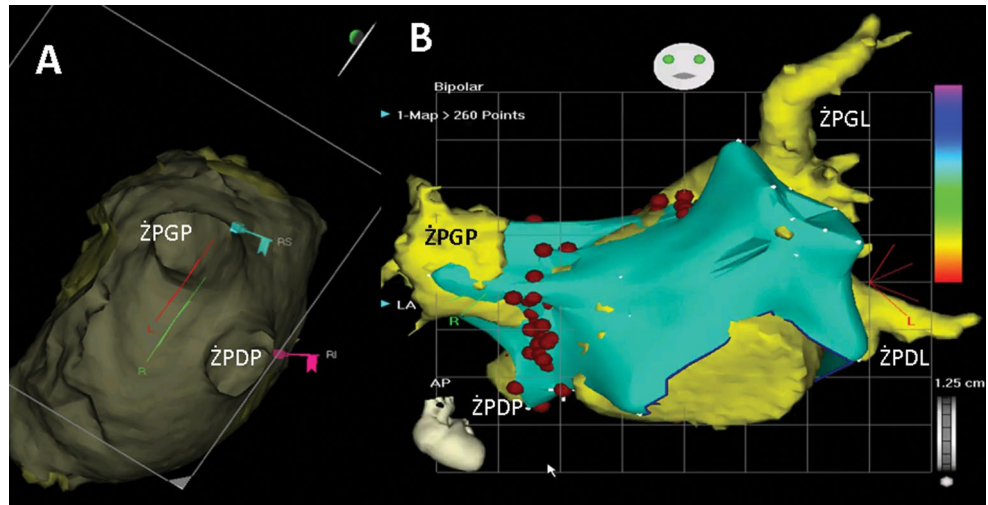 A
ŻPGP
RS
L
R
ŻPDP
RI
B
Bipolar
1-Map > 260 Points
ŻPGL
ŻPGP
LA
R
L
ŻPDL
AP
ŻPDP
1.25 cm